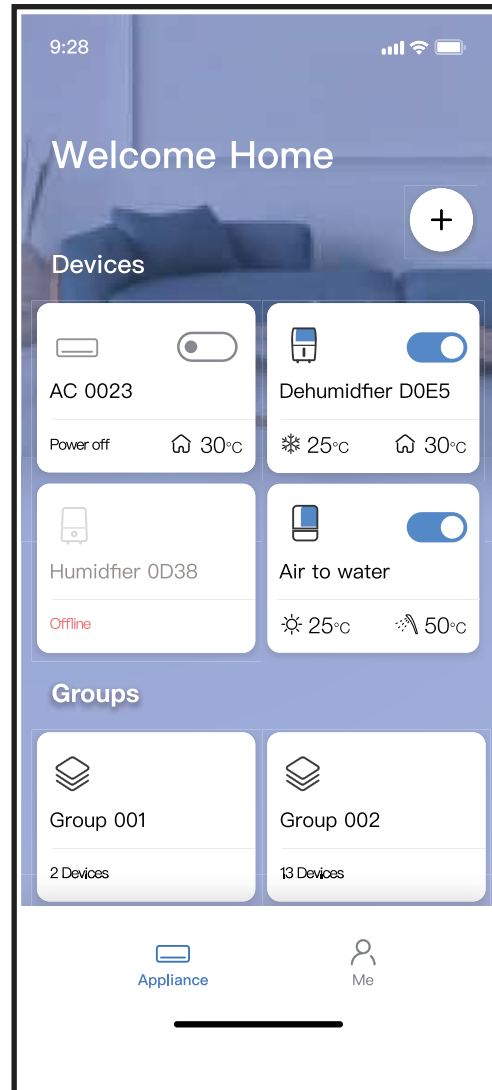 9:28
Welcome Home
+
Devices
AC 0023
Power off 30°C
Dehumidfier D0E5
25°C 30°C
Humidfier 0D38
Offline
Air to water
25°C 50°C
Groups
Group 001
2 Devices
Group 002
13 Devices
Appliance
Me